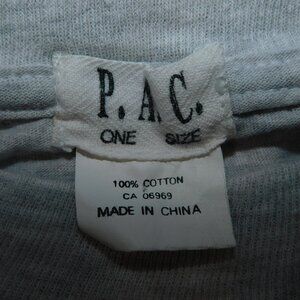 P.A.C.
ONE SIZE
100% COTTON
CA 06969
MADE IN CHINA